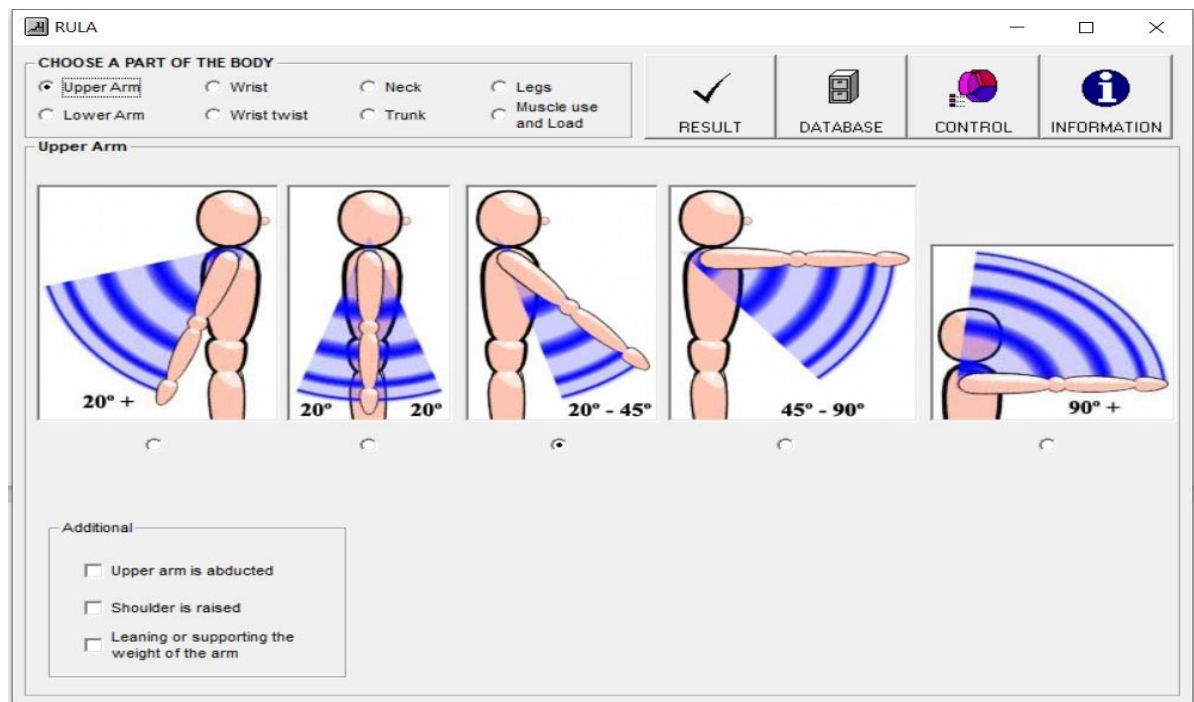 RULA
CHOOSE A PART OF THE BODY
Upper Arm
Wrist
Neck
Legs
Lower Arm
Wrist twist
Trunk
Muscle use
and Load
RESULT
DATABASE
CONTROL
INFORMATION
Upper Arm
20º +
20º 20º
20º - 45º
45º - 90º
90º +
Additional
Upper arm is abducted
Shoulder is raised
Leaning or supporting the
weight of the arm